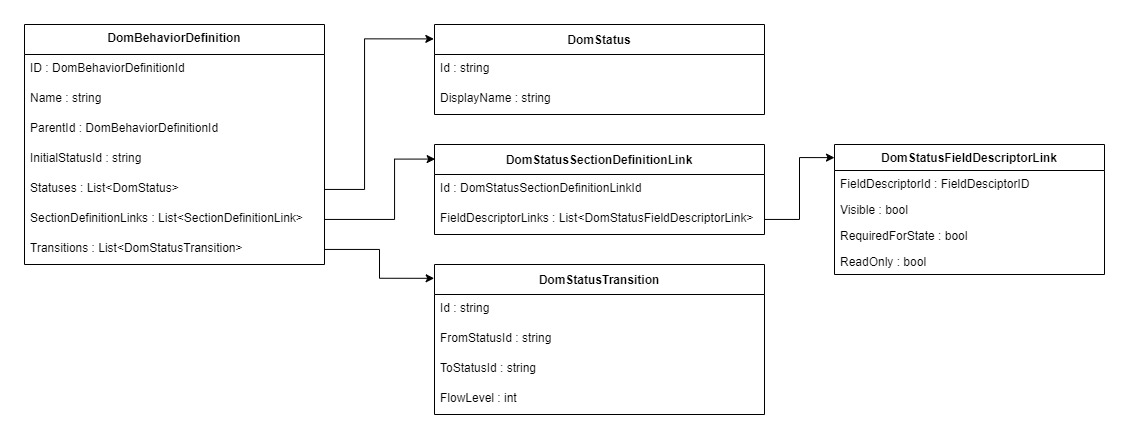 DomBehaviorDefinition
ID : DomBehaviorDefinitionId
Name : string
ParentId : DomBehaviorDefinitionId
InitialStatusId : string
Statuses : List<DomStatus>
SectionDefinitionLinks : List<SectionDefinitionLink>
Transitions : List<DomStatusTransition>
DomStatus
Id : string
DisplayName : string
DomStatusSectionDefinitionLink
Id : DomStatusSectionDefinitionLinkId
FieldDescriptorLinks : List<DomStatusFieldDescriptorLink>
DomStatusFieldDescriptorLink
FieldDescriptorId : FieldDesciptorID
Visible : bool
RequiredForState : bool
ReadOnly : bool
DomStatusTransition
Id : string
FromStatusId : string
ToStatusId : string
FlowLevel : int